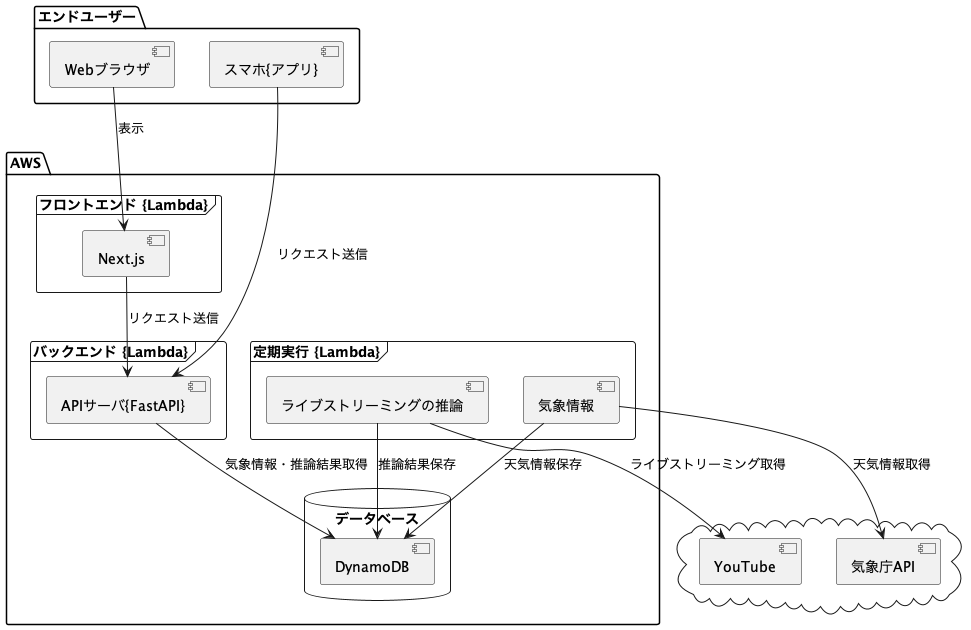 エンドユーザー
Webブラウザ
スマホ{アプリ}
表示
AWS
フロントエンド {Lambda}
Next.js
リクエスト送信
リクエスト送信
バックエンド {Lambda}
定期実行 {Lambda}
APIサーバ{FastAPI}
ライブストリーミングの推論
気象情報
気象情報・推論結果取得
推論結果保存
天気情報保存
ライブストリーミング取得
天気情報取得
データベース
DynamoDB
YouTube
気象庁API